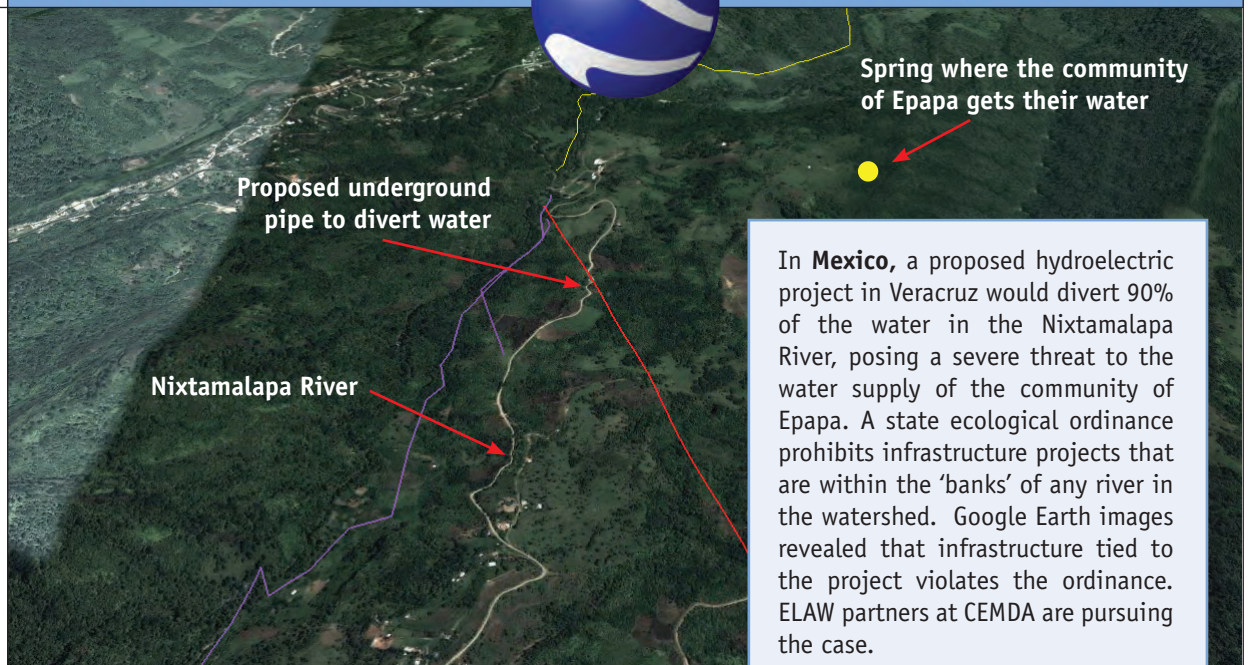 Spring where the community
of Epapa gets their water
Proposed underground
pipe to divert water
Nixtamalapa River
In Mexico, a proposed hydroelectric
project in Veracruz would divert 90%
of the water in the Nixtamalapa
River, posing a severe threat to the
water supply of the community of
Epapa. A state ecological ordinance
prohibits infrastructure projects that
are within the ‘banks’ of any river in
the watershed. Google Earth images
revealed that infrastructure tied to
the project violates the ordinance.
ELAW partners at CEMDA are pursuing
the case.